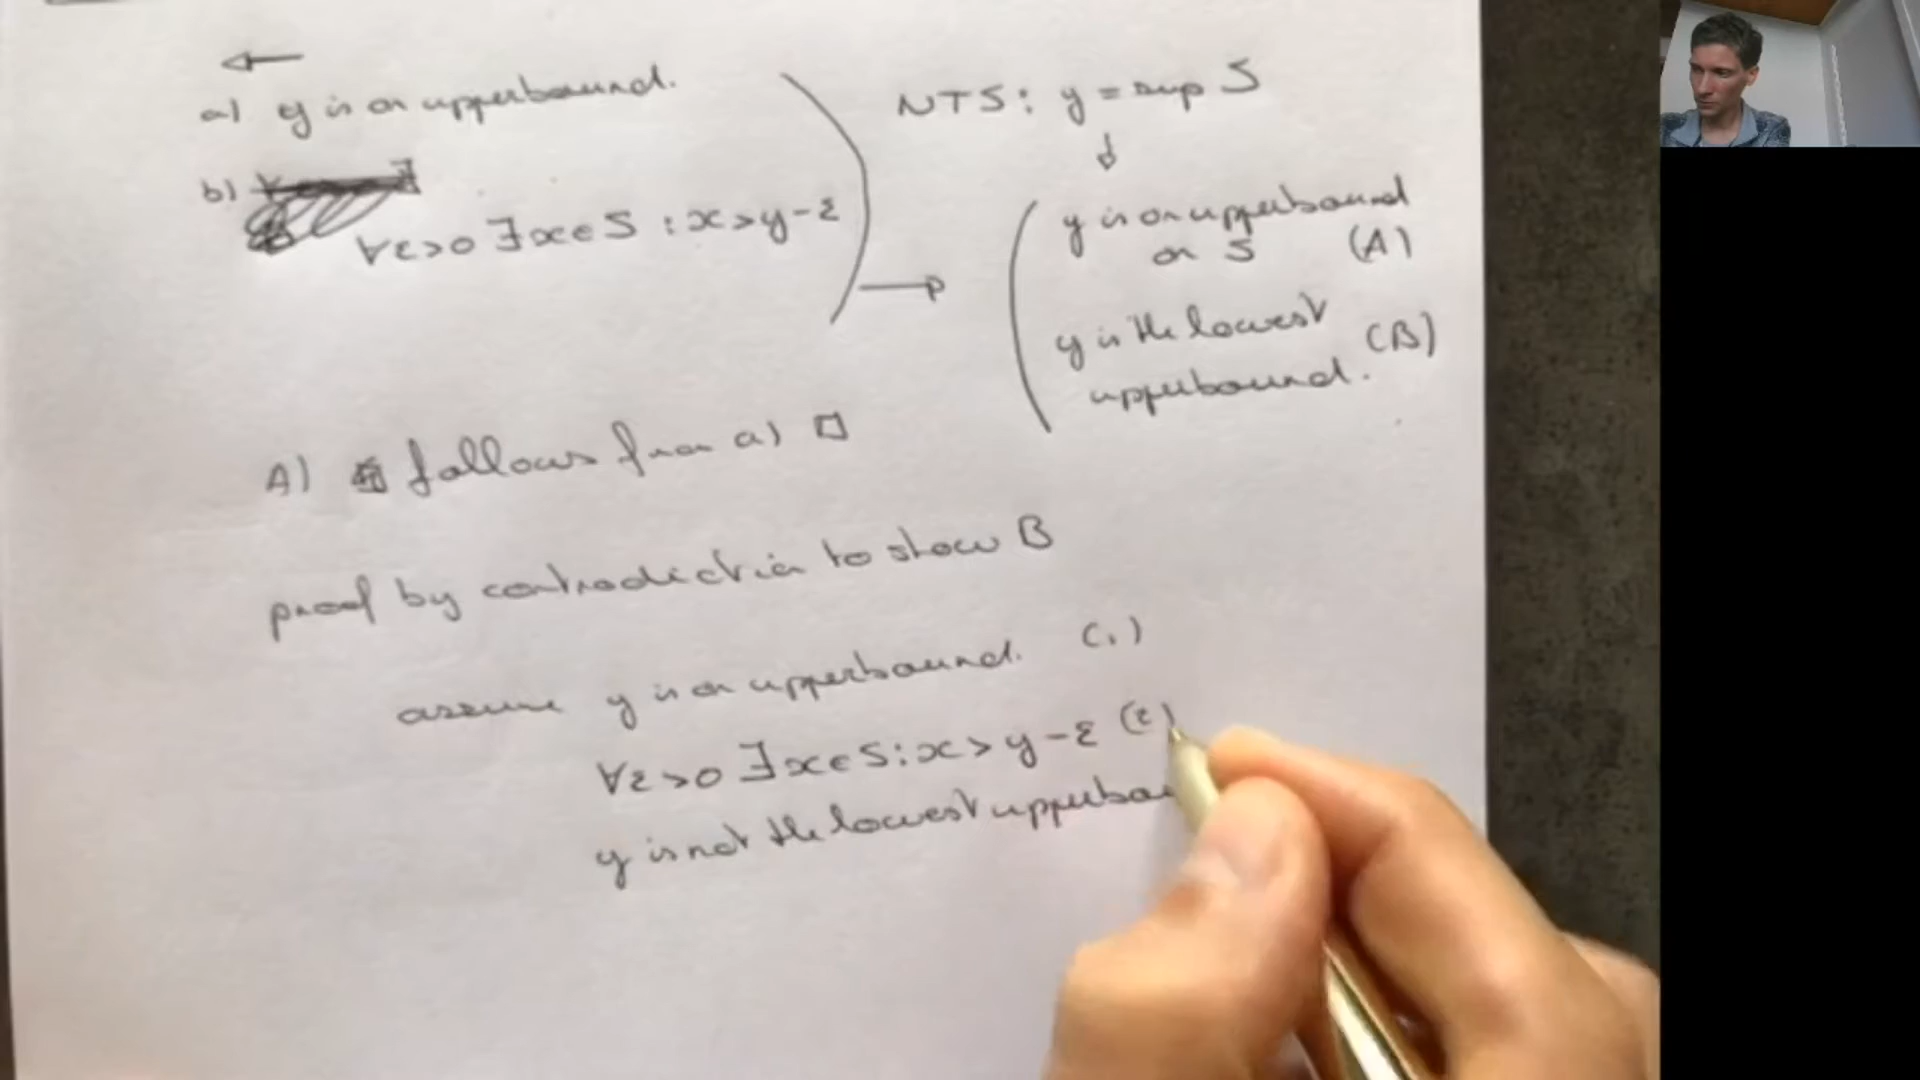 ←
a) y is an upperbound.
b)
∀ε>0 ∃x∈S : x>y-ε
NTS: y = sup S
↓
→
y is an upperbound
on S (A)
y is the lowest
upperbound. (B)
A) follows from a) □
proof by contradiction to show B
assume y is an upperbound. (1)
∀ε>0 ∃x∈S: x>y-ε (2)
y is not the lowest upperbou